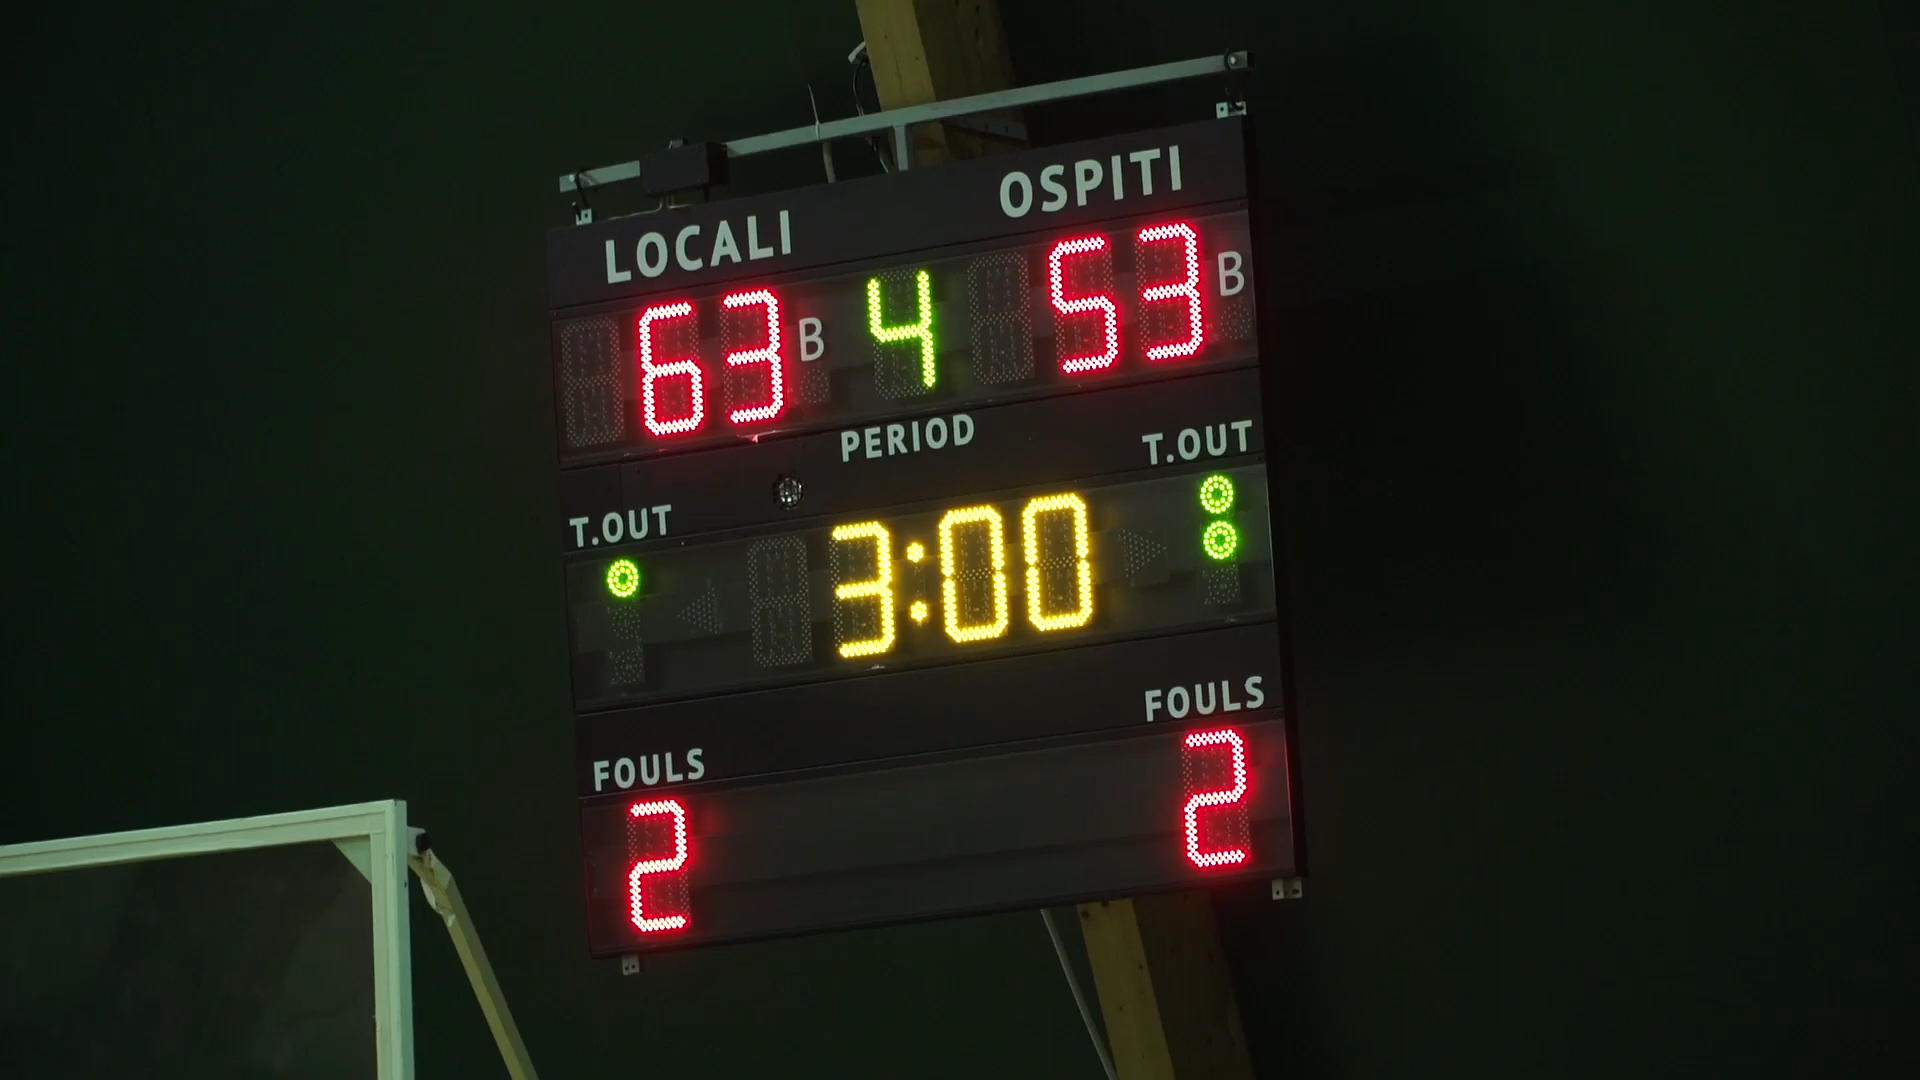 LOCALI OSPITI
63 B 4 53 B
PERIOD
T.OUT T.OUT
3:00
FOULS FOULS
2 2